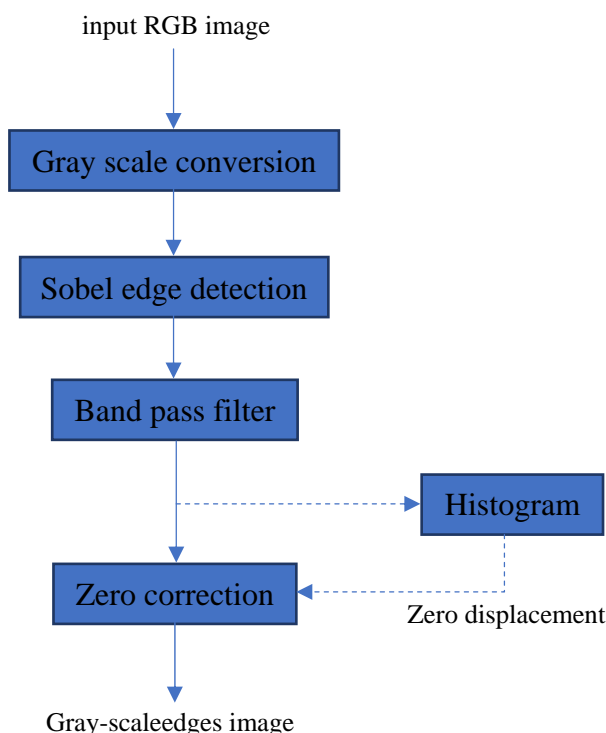 input RGB image
Gray scale conversion
Sobel edge detection
Band pass filter
Histogram
Zero correction
Zero displacement
Gray-scaleedges image